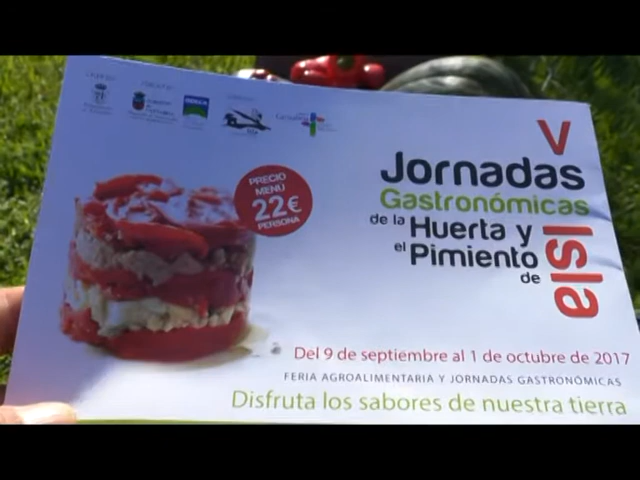 V
Jornadas
Gastronómicas
de la Huerta y
el Pimiento de
Isla
PRECIO
MENU
22€
PERSONA
Del 9 de septiembre al 1 de octubre de 2017
FERIA AGROALIMENTARIA Y JORNADAS GASTRONÓMICAS
Disfruta los sabores de nuestra tierra